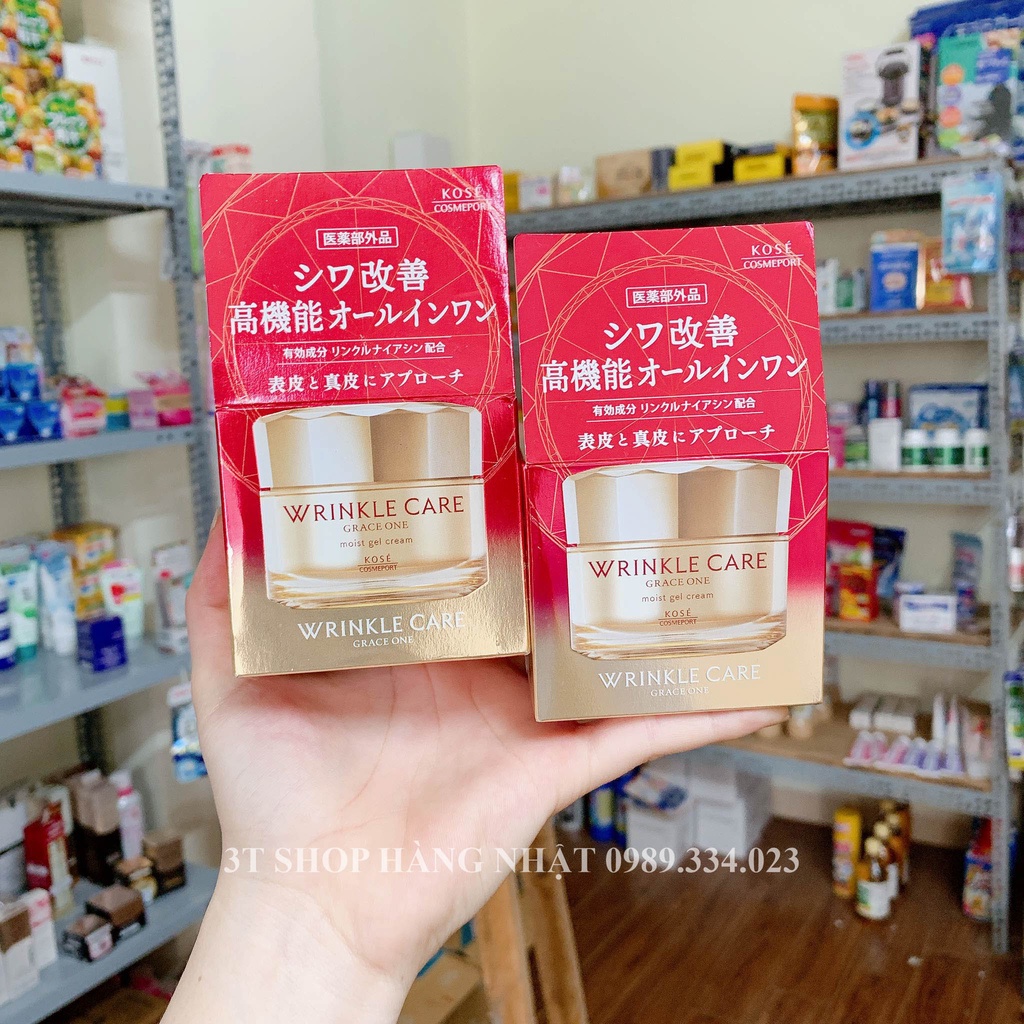 KOSÉ
COSMEPORT
医薬部外品
シワ改善
高機能オールインワン
有効成分 リンクルナイアシン配合
表皮と真皮にアプローチ
WRINKLE CARE
GRACE ONE
moist gel cream
KOSÉ
COSMEPORT
WRINKLE CARE
GRACE ONE
KOSÉ
COSMEPORT
医薬部外品
シワ改善
高機能オールインワン
有効成分 リンクルナイアシン配合
表皮と真皮にアプローチ
WRINKLE CARE
GRACE ONE
moist gel cream
KOSÉ
COSMEPORT
WRINKLE CARE
GRACE ONE
3T SHOP HÀNG NHẬT 0989.334.023